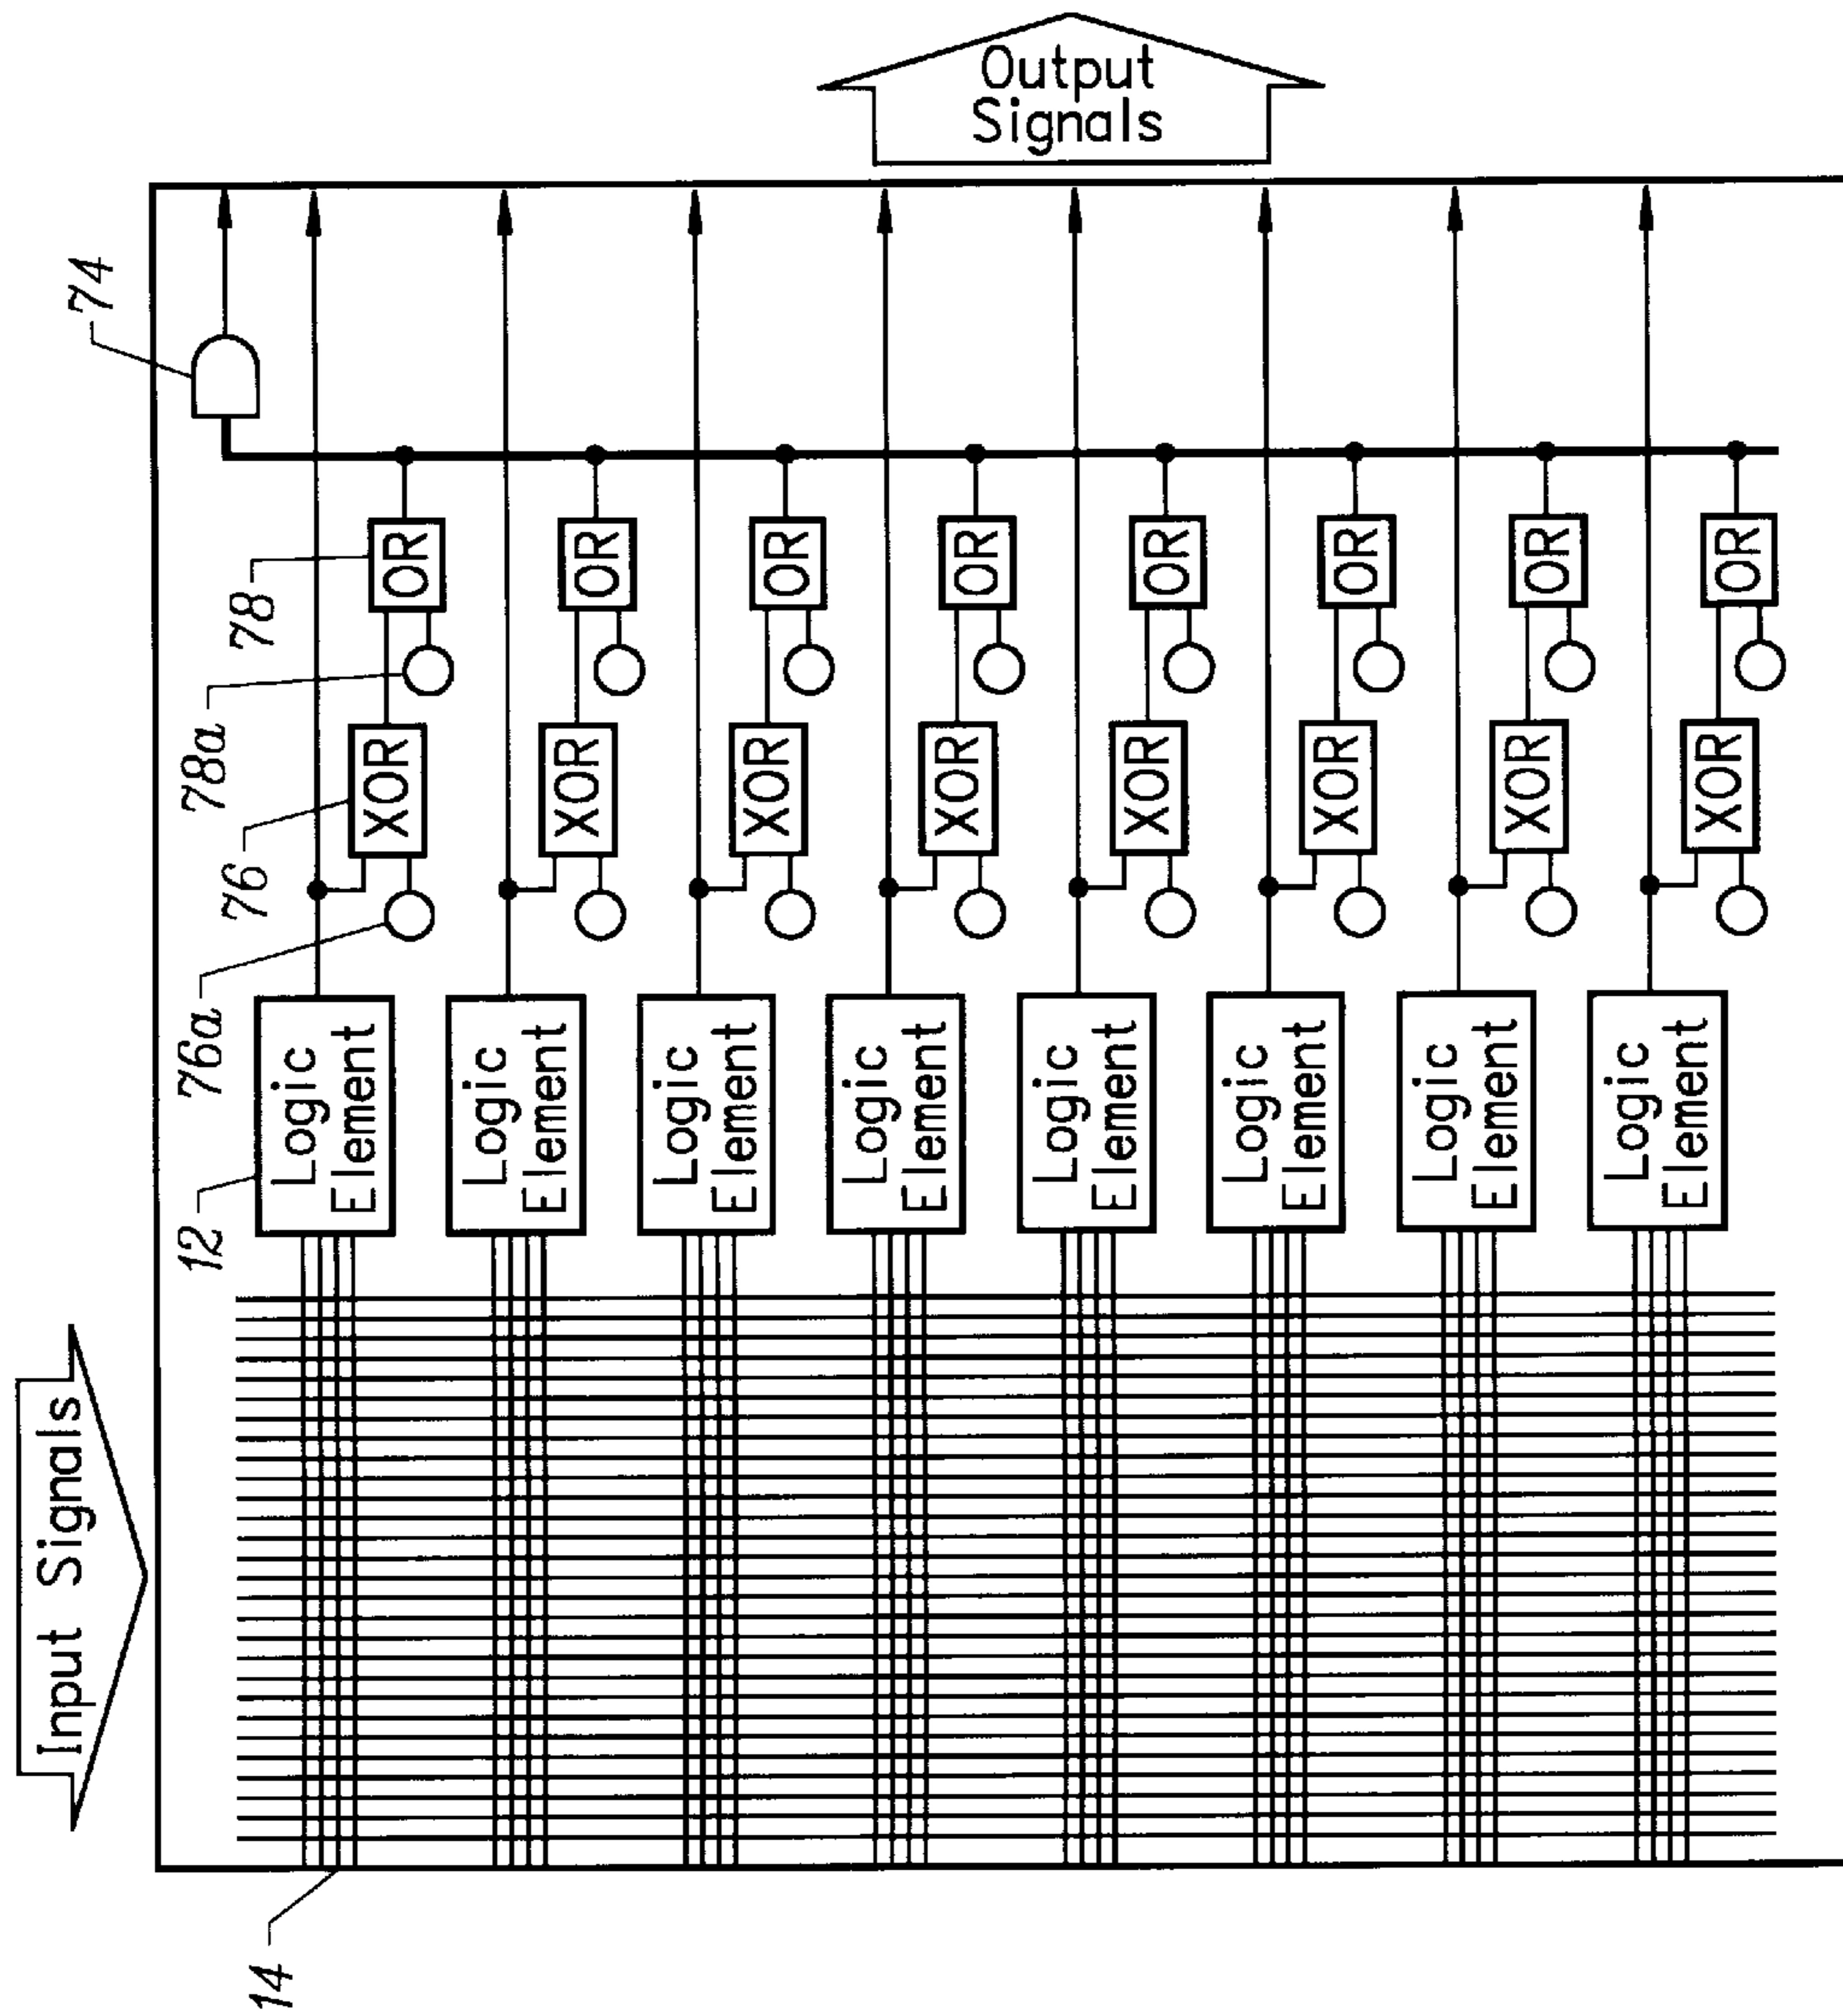 Input Signals
74
14
12
76a
76
78a
78
Logic
Element
XOR
OR
Logic
Element
XOR
OR
Logic
Element
XOR
OR
Logic
Element
XOR
OR
Logic
Element
XOR
OR
Logic
Element
XOR
OR
Logic
Element
XOR
OR
Logic
Element
XOR
OR
Output
Signals